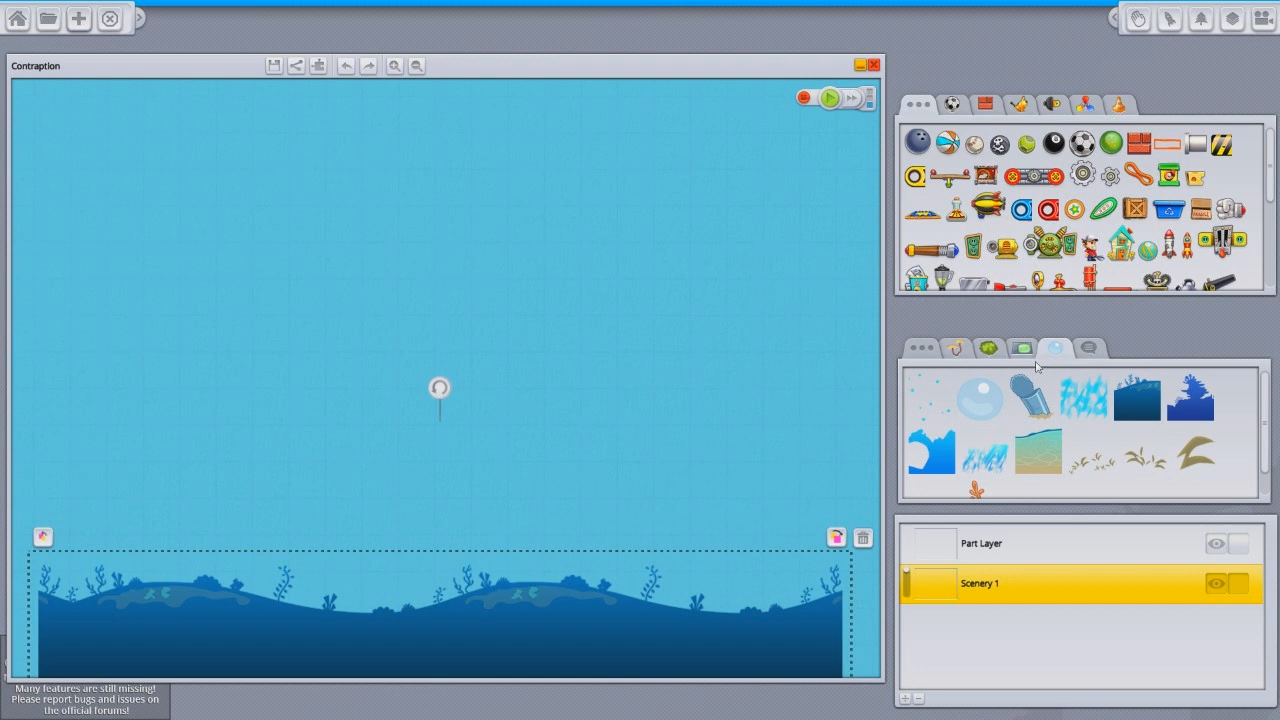 Contraption
Part Layer
Scenery 1
Many features are still missing!
Please report bugs and issues on
the official forums!